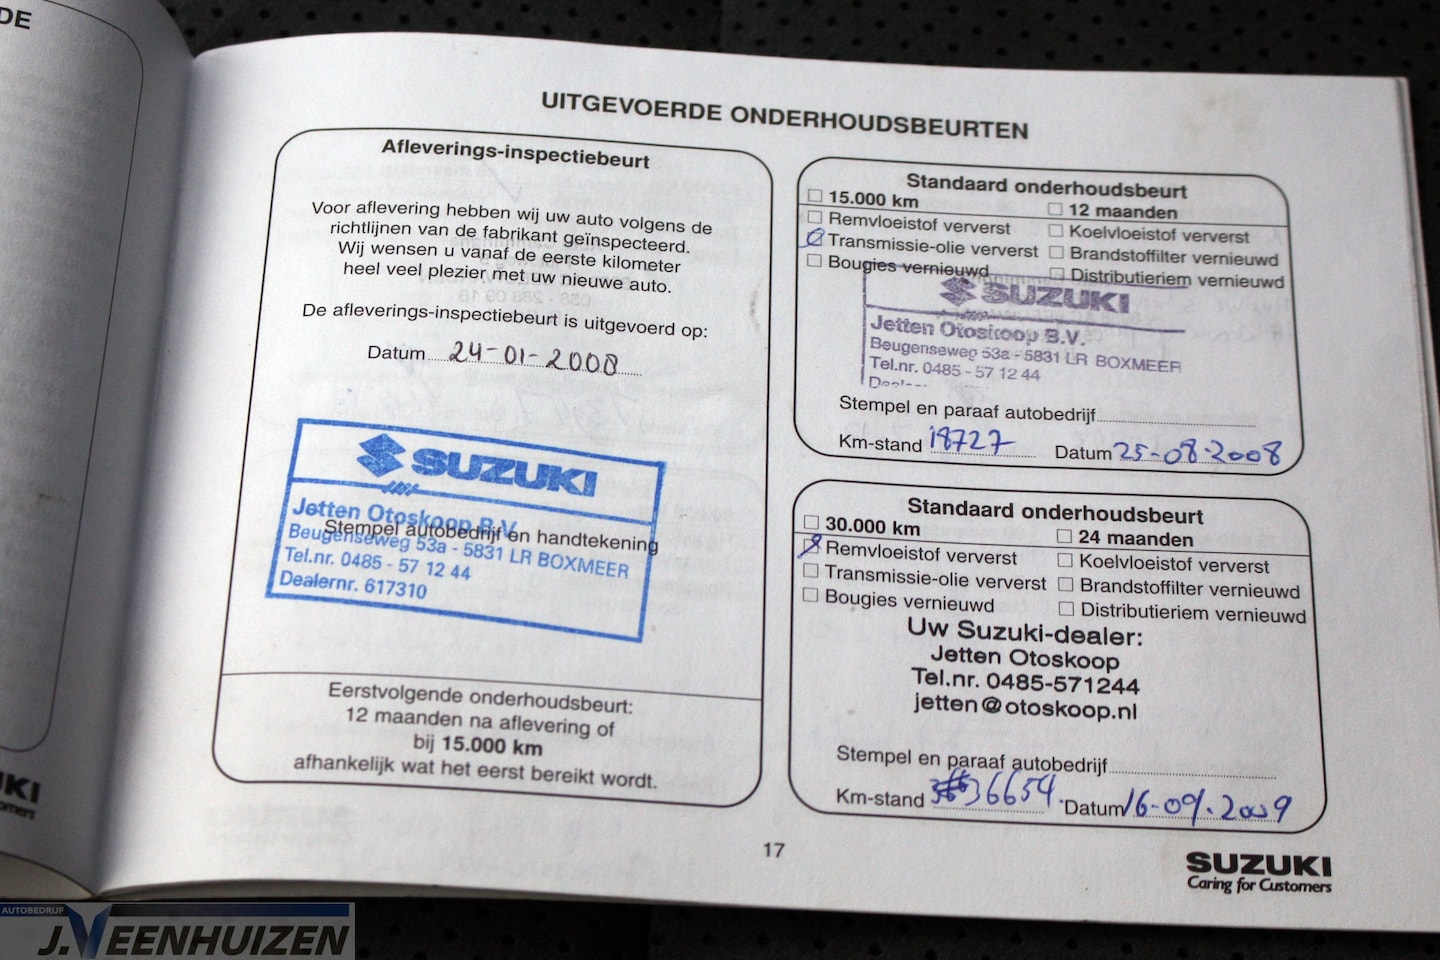 DE
UITGEVOERDE ONDERHOUDSBEURTEN
Afleverings-inspectiebeurt
Voor aflevering hebben wij uw auto volgens de
richtlijnen van de fabrikant geïnspecteerd.
Wij wensen u vanaf de eerste kilometer
heel veel plezier met uw nieuwe auto.
De afleverings-inspectiebeurt is uitgevoerd op:
Datum 24-01-2008
SUZUKI
Jetten Otoskoop B.V.
Stempel autobedrijf en handtekening
Beugenseweg 53a - 5831 LR BOXMEER
Tel.nr. 0485 - 57 12 44
Dealernr. 617310
Eerstvolgende onderhoudsbeurt:
12 maanden na aflevering of
bij 15.000 km
afhankelijk wat het eerst bereikt wordt.
Standaard onderhoudsbeurt
15.000 km 12 maanden
Remvloeistof ververst Koelvloeistof ververst
Transmissie-olie ververst Brandstoffilter vernieuwd
Bougies vernieuwd Distributieriem vernieuwd
SUZUKI
Jetten Otoskoop B.V.
Beugenseweg 53a - 5831 LR BOXMEER
Tel.nr. 0485 - 57 12 44
Stempel en paraaf autobedrijf
Km-stand 18727 Datum 25-08-2008
Standaard onderhoudsbeurt
30.000 km 24 maanden
Remvloeistof ververst Koelvloeistof ververst
Transmissie-olie ververst Brandstoffilter vernieuwd
Bougies vernieuwd Distributieriem vernieuwd
Uw Suzuki-dealer:
Jetten Otoskoop
Tel.nr. 0485-571244
jetten@otoskoop.nl
Stempel en paraaf autobedrijf
Km-stand 36654 Datum 16-09-2009
17
SUZUKI
Caring for Customers
AUTOBEDRIJF
J.VEENHUIZEN